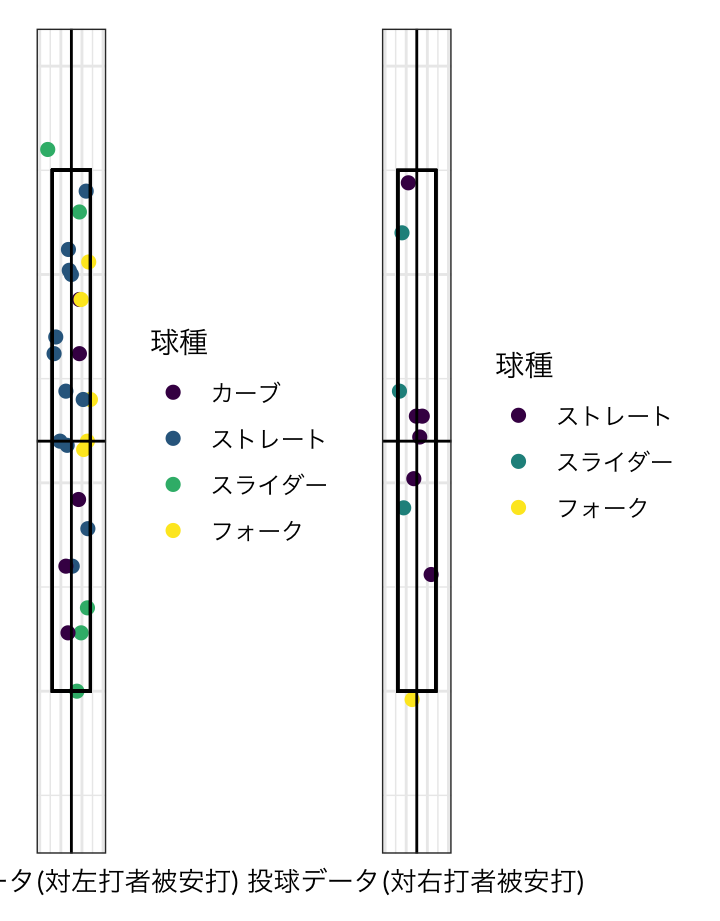 球種
カーブ
ストレート
スライダー
フォーク
球種
ストレート
スライダー
フォーク
ータ(対左打者被安打)
投球データ(対右打者被安打)